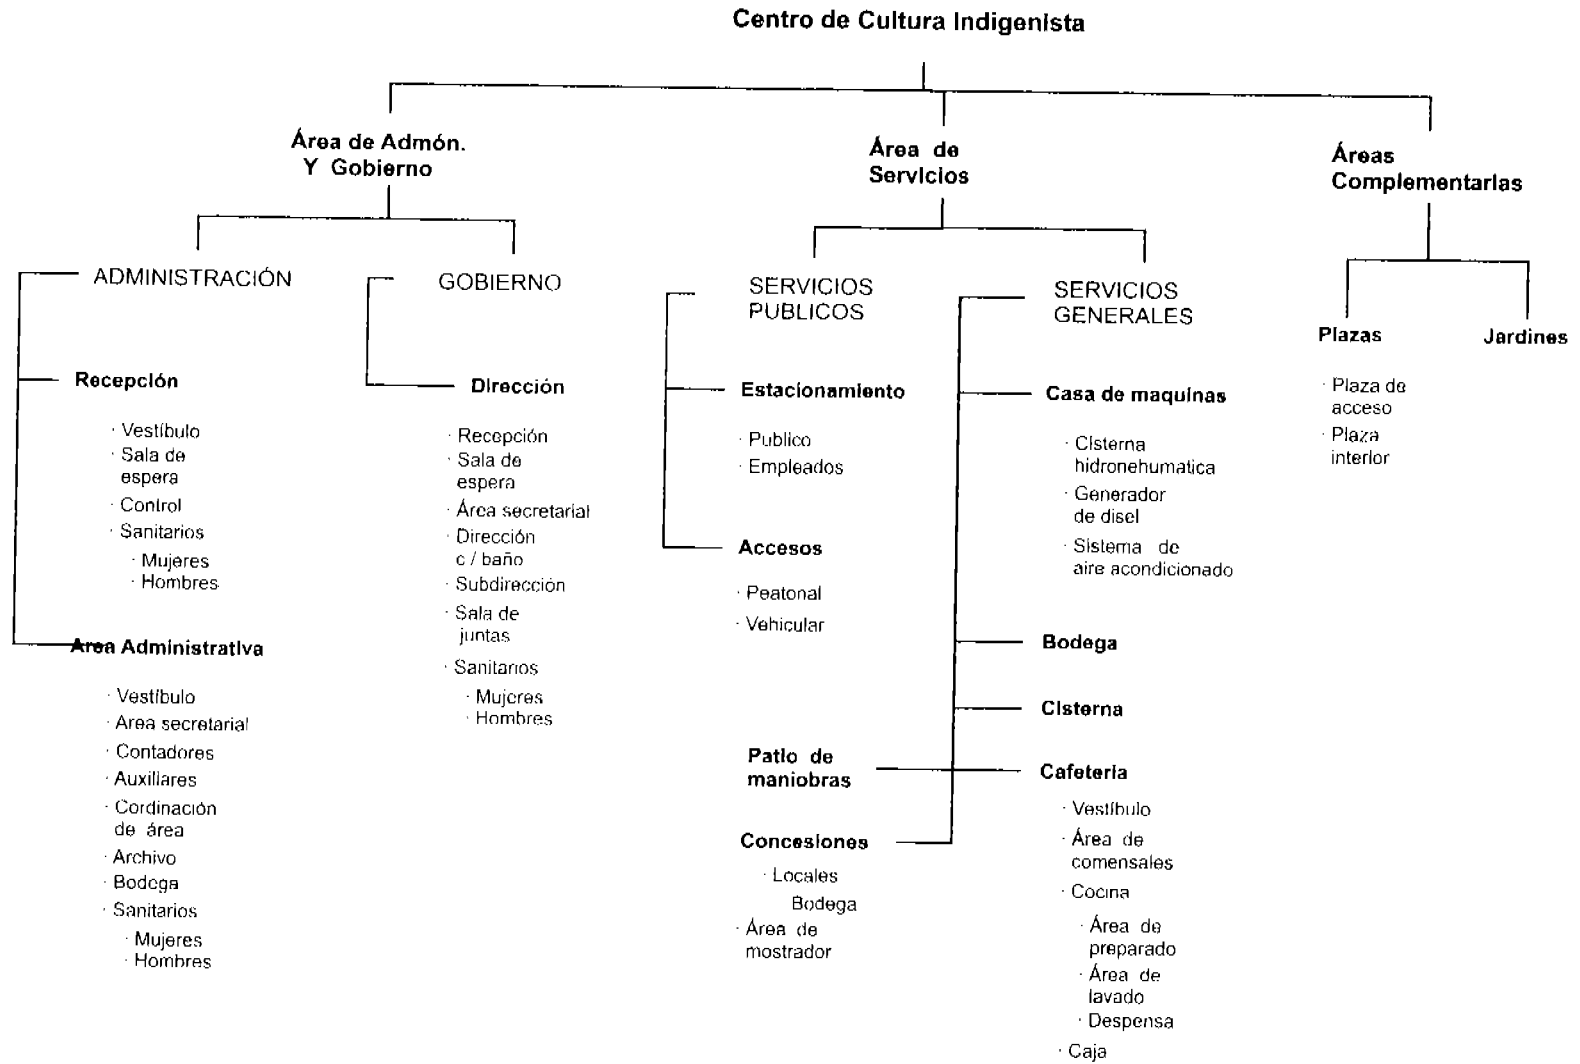 Centro de Cultura Indigenista
Área de Admón.
Y Gobierno
ADMINISTRACIÓN
Recepción
· Vestíbulo
· Sala de
espera
· Control
· Sanitarios
· Mujeres
· Hombres
Area Administrativa
· Vestíbulo
· Area secretarial
· Contadores
· Auxiliares
· Cordinación
de área
· Archivo
· Bodega
· Sanitarios
· Mujeres
· Hombres
GOBIERNO
Dirección
· Recepción
· Sala de
espera
· Área secretarial
· Dirección
c / baño
· Subdirección
· Sala de
juntas
· Sanitarios
· Mujeres
· Hombres
Área de
Servicios
SERVICIOS
PUBLICOS
Estacionamiento
· Publico
· Empleados
Accesos
· Peatonal
· Vehicular
SERVICIOS
GENERALES
Casa de maquinas
· Cisterna
hidronehumatica
· Generador
de disel
· Sistema de
aire acondicionado
Bodega
Cisterna
Patio de
maniobras
Cafeteria
· Vestíbulo
· Área de
comensales
· Cocina
· Área de
preparado
· Área de
lavado
· Despensa
· Caja
Concesiones
· Locales
Bodega
· Área de
mostrador
Áreas
Complementarias
Plazas
· Plaza de
acceso
· Plaza
interior
Jardines